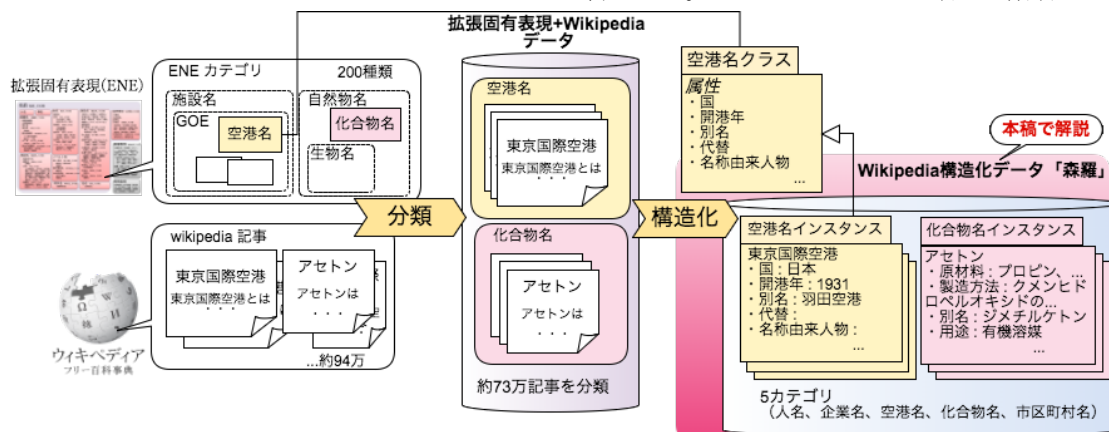 拡張固有表現+Wikipedia
データ
拡張固有表現(ENE)
ENE カテゴリ
200種類
施設名
GOE
空港名
自然物名
化合物名
生物名
wikipedia 記事
東京国際空港
東京国際空港とは
・・・
アセトン
アセトンは
・・・
...約94万
ウィキペディア
フリー百科事典
分類
空港名
東京国際空港
東京国際空港とは
・・・
化合物名
アセトン
アセトンは
・・・
約73万記事を分類
構造化
空港名クラス
属性
・国
・開港年
・別名
・代替
・名称由来人物
...
本稿で解説
Wikipedia構造化データ「森羅」
空港名インスタンス
東京国際空港
・国 : 日本
・開港年 : 1931
・別名 : 羽田空港
・代替 :
・名称由来人物 :
...
化合物名インスタンス
アセトン
・原材料 : プロピン、...
・製造方法 : クメンヒド
ロペルオキシドの...
・別名 : ジメチルケトン
・用途 : 有機溶媒
...
5カテゴリ
（人名、企業名、空港名、化合物名、市区町村名）